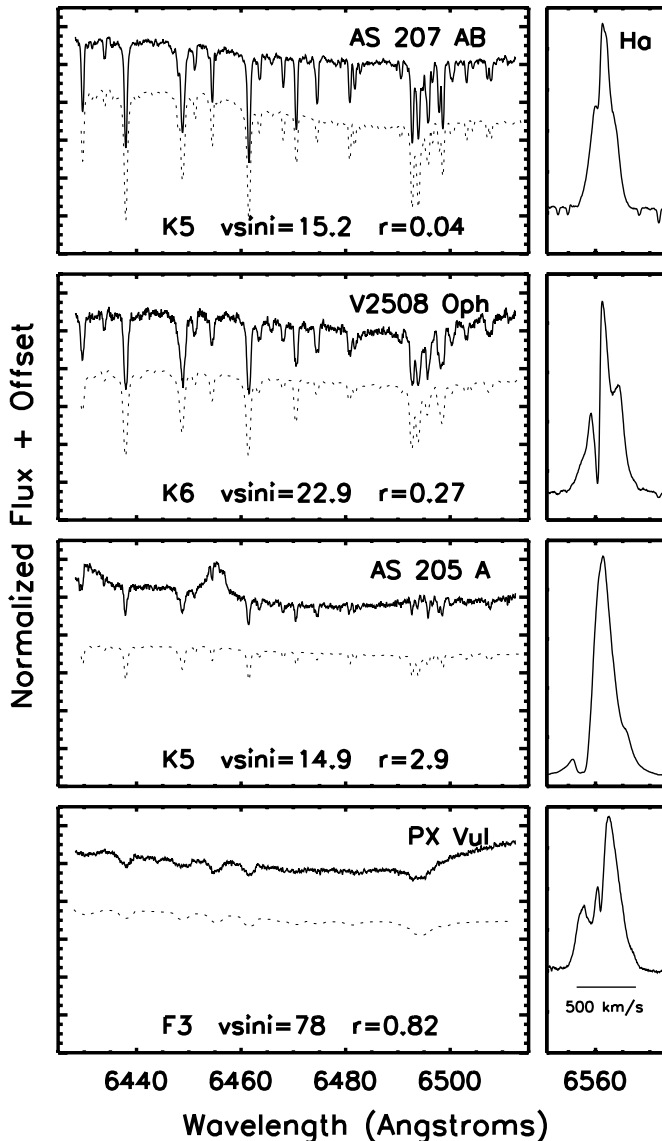 AS 207 AB
Ha
K5 vsini=15.2 r=0.04
V2508 Oph
K6 vsini=22.9 r=0.27
AS 205 A
K5 vsini=14.9 r=2.9
PX Vul
500 km/s
F3 vsini=78 r=0.82
6440 6460 6480 6500 6560
Wavelength (Angstroms)
Normalized Flux + Offset